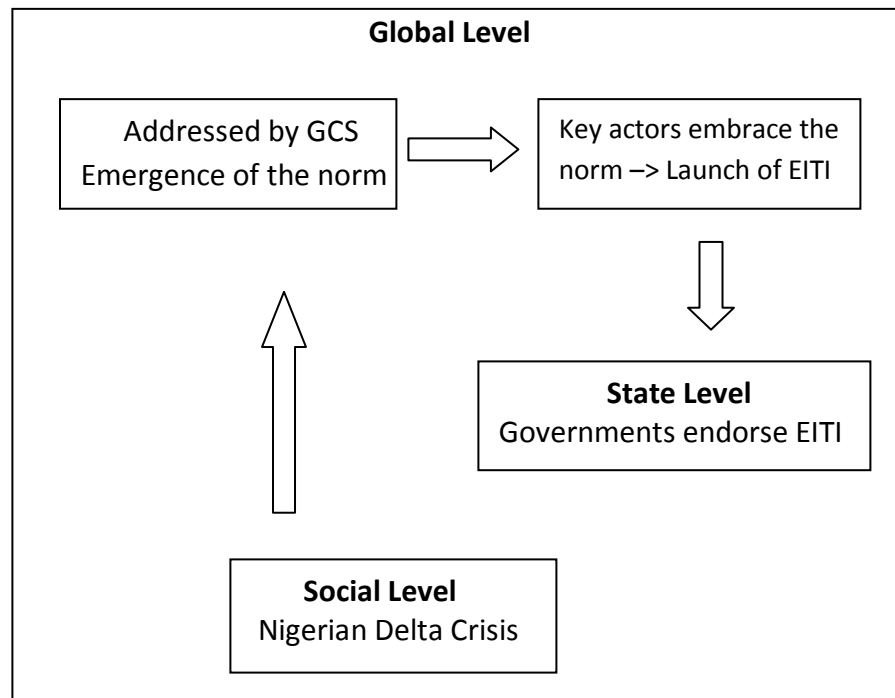 Global Level
Addressed by GCS
Emergence of the norm
Key actors embrace the
norm –> Launch of EITI
State Level
Governments endorse EITI
Social Level
Nigerian Delta Crisis